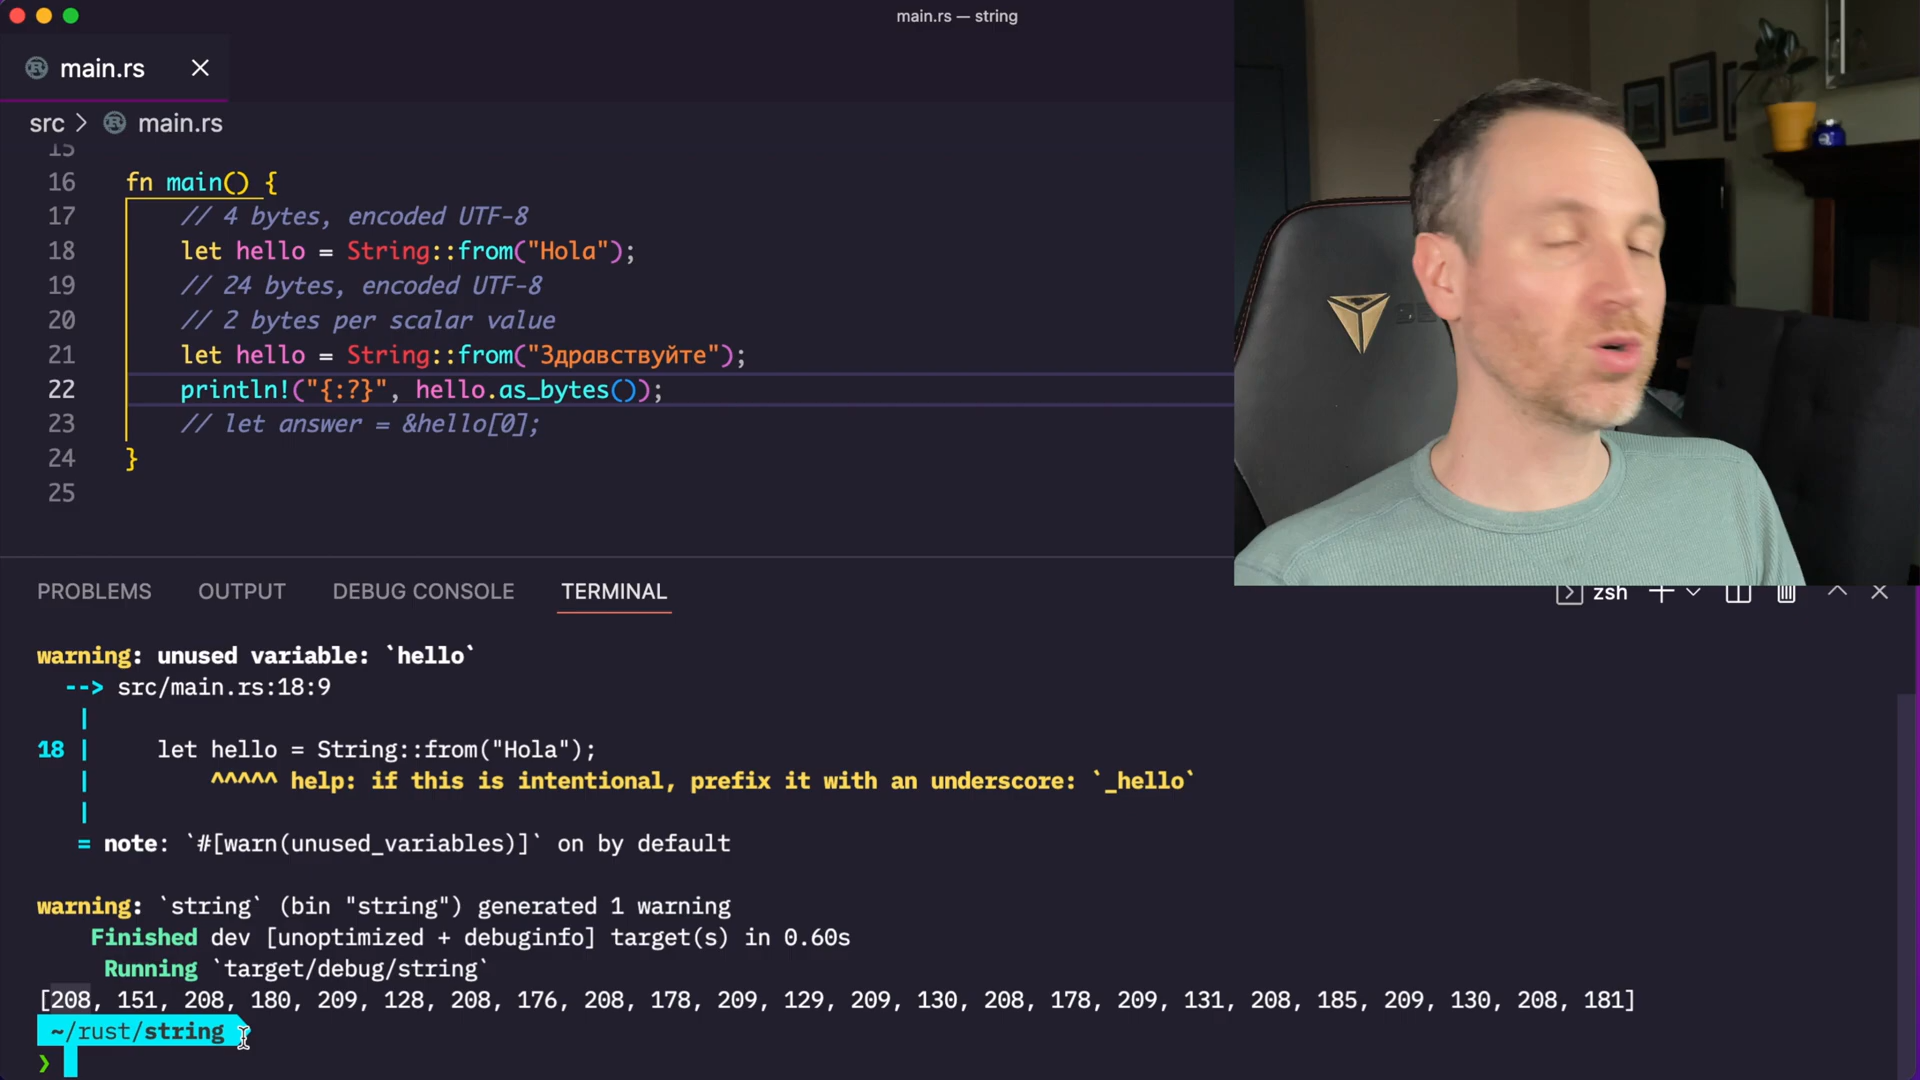 main.rs — string
main.rs
src > main.rs
15
16 fn main() {
17 // 4 bytes, encoded UTF-8
18 let hello = String::from("Hola");
19 // 24 bytes, encoded UTF-8
20 // 2 bytes per scalar value
21 let hello = String::from("Здравствуйте");
22 println!("{:?}", hello.as_bytes());
23 // let answer = &hello[0];
24 }
25
PROBLEMS OUTPUT DEBUG CONSOLE TERMINAL zsh
warning: unused variable: `hello`
--> src/main.rs:18:9
|
18 | let hello = String::from("Hola");
| ^^^^^ help: if this is intentional, prefix it with an underscore: `_hello`
|
= note: `#[warn(unused_variables)]` on by default
warning: `string` (bin "string") generated 1 warning
Finished dev [unoptimized + debuginfo] target(s) in 0.60s
Running `target/debug/string`
[208, 151, 208, 180, 209, 128, 208, 176, 208, 178, 209, 129, 209, 130, 208, 178, 209, 131, 208, 185, 209, 130, 208, 181]
~/rust/string
❯